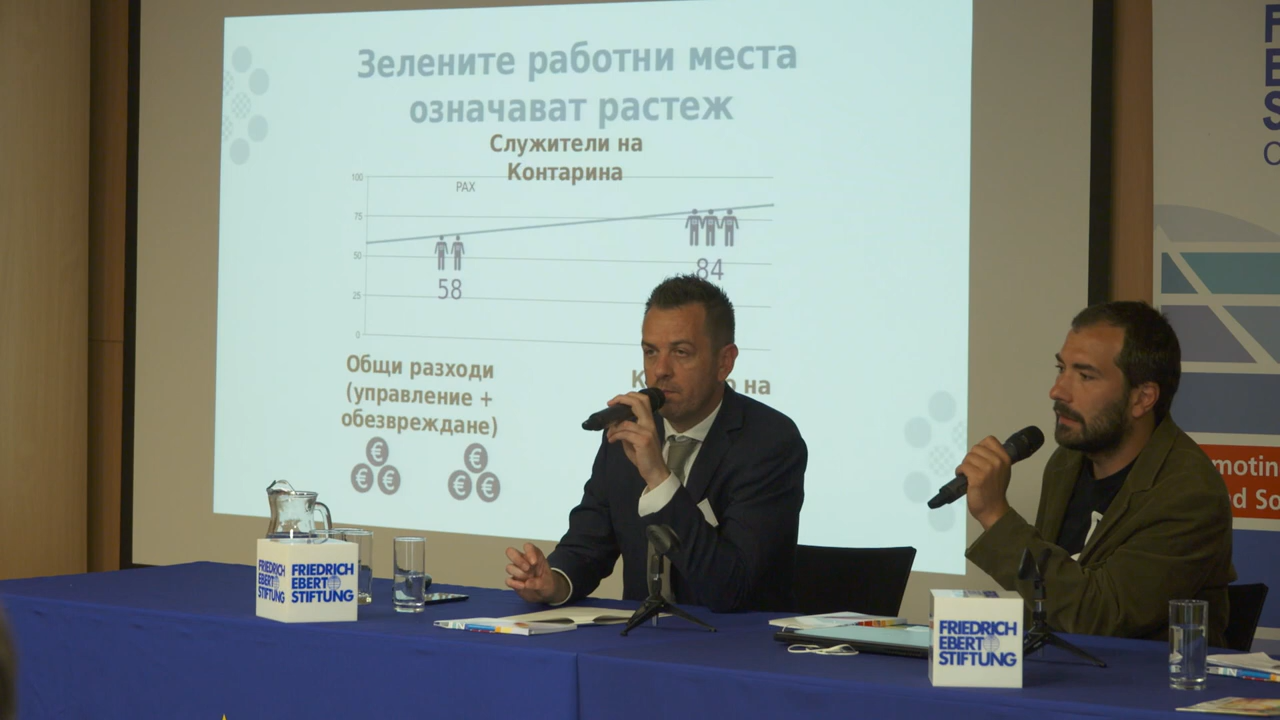 Зелените работни места
означават растеж
Служители на
Контарина
100
PAX
75
50
25
0
58
84
Общи разходи
(управление +
обезвреждане)
на
€
€ €
€
€ €
FRIEDRICH
EBERT
STIFTUNG
FRIEDRICH
EBERT
STIFTUNG
FRIEDRICH
EBERT
STIFTUNG